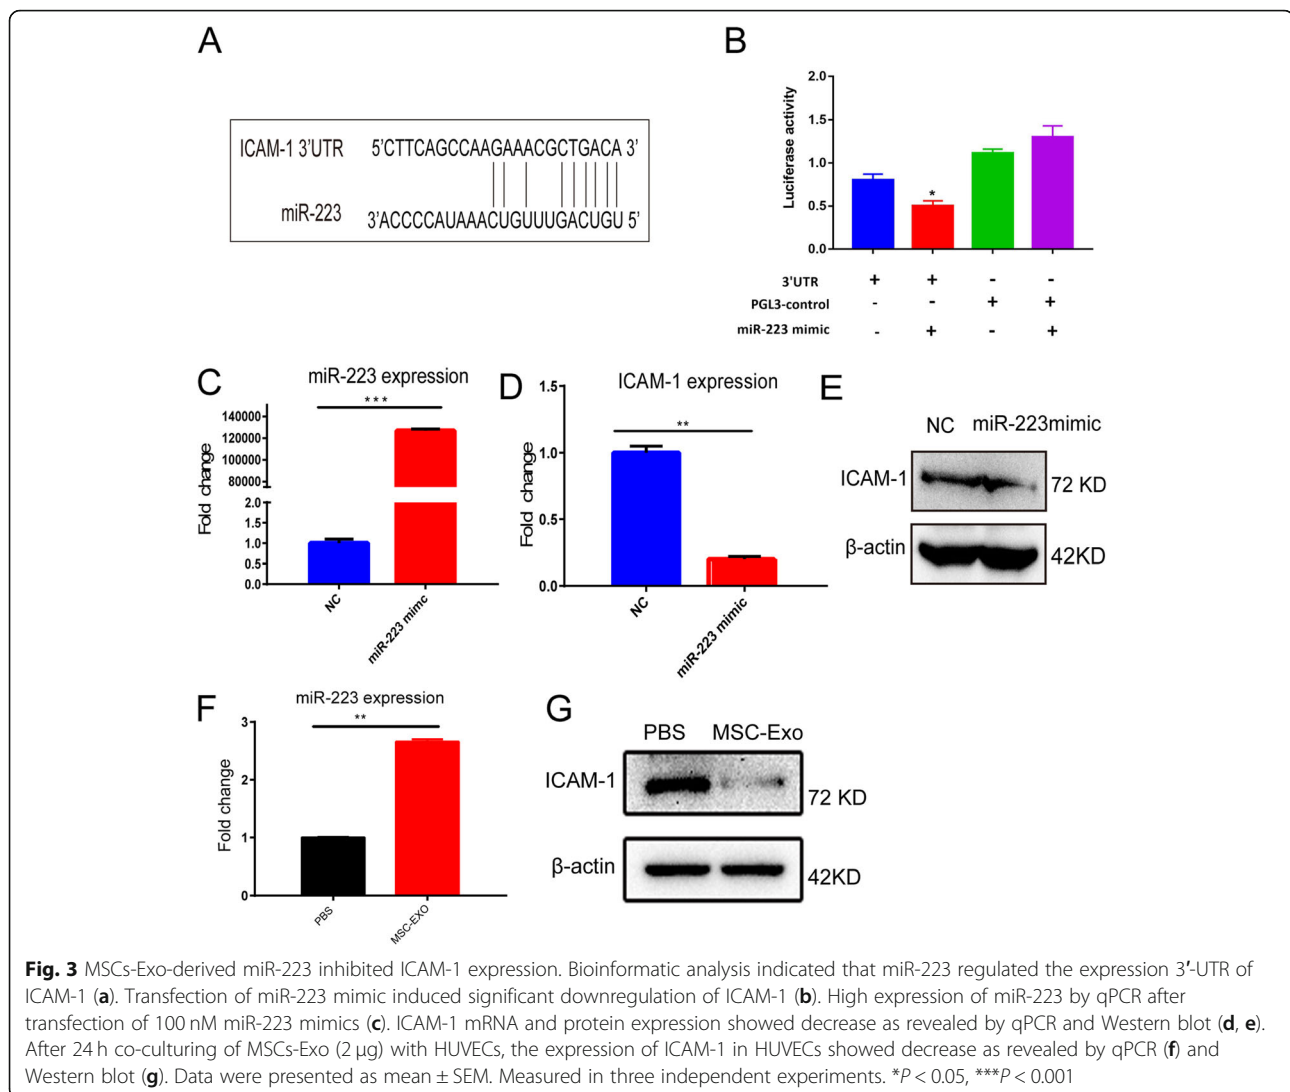 A
ICAM-1 3'UTR 5'CTTCAGCCAAGAAACGCTGACA 3'
miR-223 3'ACCCCAUAAACUGUUUGACUGU 5'
B
Luciferase activity
2.0
1.5
1.0
0.5
0.0
*
3'UTR + + - -
PGL3-control - - + +
miR-223 mimic - + - +
C
miR-223 expression
***
Fold change
140000
120000
100000
80000
2.0
1.5
1.0
0.5
0.0
NC
miR-223 mimc
D
ICAM-1 expression
**
Fold change
1.5
1.0
0.5
0.0
NC
miR-223 mimic
E
NC miR-223mimic
ICAM-1 72 KD
β-actin 42KD
F
miR-223 expression
**
Fold change
3
2
1
0
PBS
MSC-EXO
G
PBS MSC-Exo
ICAM-1 72 KD
β-actin 42KD
Fig. 3 MSCs-Exo-derived miR-223 inhibited ICAM-1 expression. Bioinformatic analysis indicated that miR-223 regulated the expression 3′-UTR of
ICAM-1 (a). Transfection of miR-223 mimic induced significant downregulation of ICAM-1 (b). High expression of miR-223 by qPCR after
transfection of 100 nM miR-223 mimics (c). ICAM-1 mRNA and protein expression showed decrease as revealed by qPCR and Western blot (d, e).
After 24 h co-culturing of MSCs-Exo (2 μg) with HUVECs, the expression of ICAM-1 in HUVECs showed decrease as revealed by qPCR (f) and
Western blot (g). Data were presented as mean ± SEM. Measured in three independent experiments. *P < 0.05, ***P < 0.001